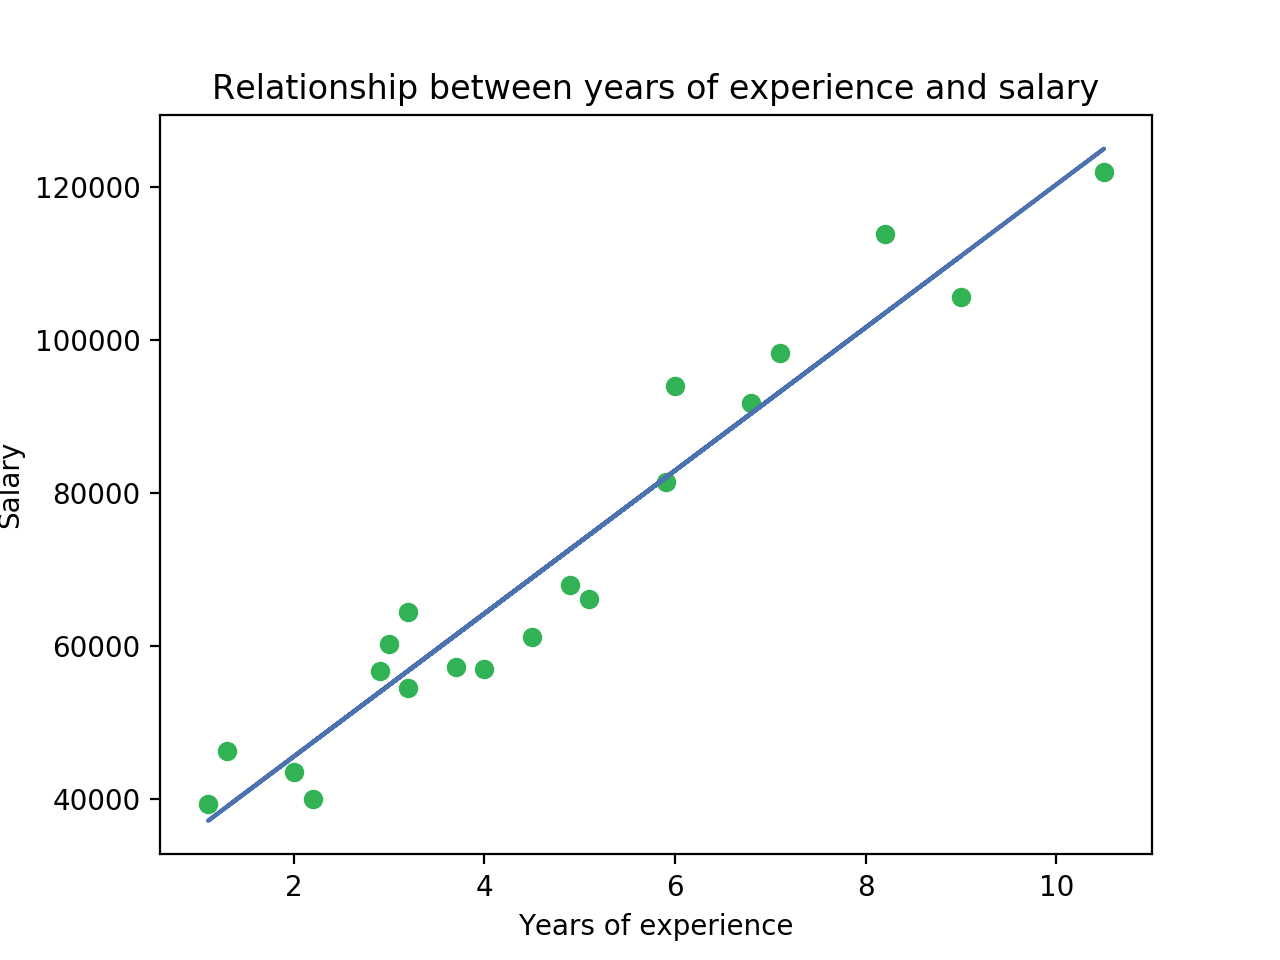 Relationship between years of experience and salary
120000
100000
80000
60000
40000
Salary
2 4 6 8 10
Years of experience